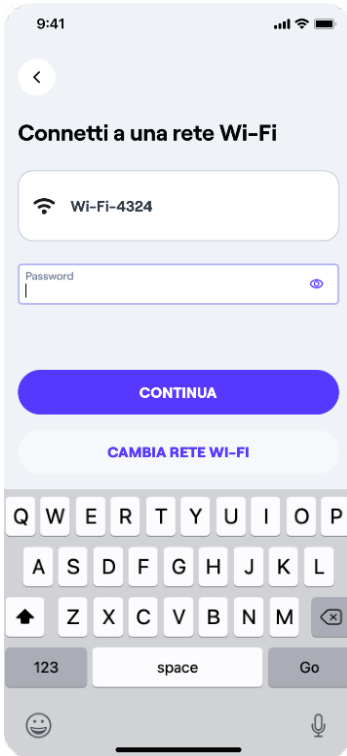 9:41
Connetti a una rete Wi-Fi
Wi-Fi-4324
Password
CONTINUA
CAMBIA RETE WI-FI
Q W E R T Y U I O P
A S D F G H J K L
Z X C V B N M
123 space Go